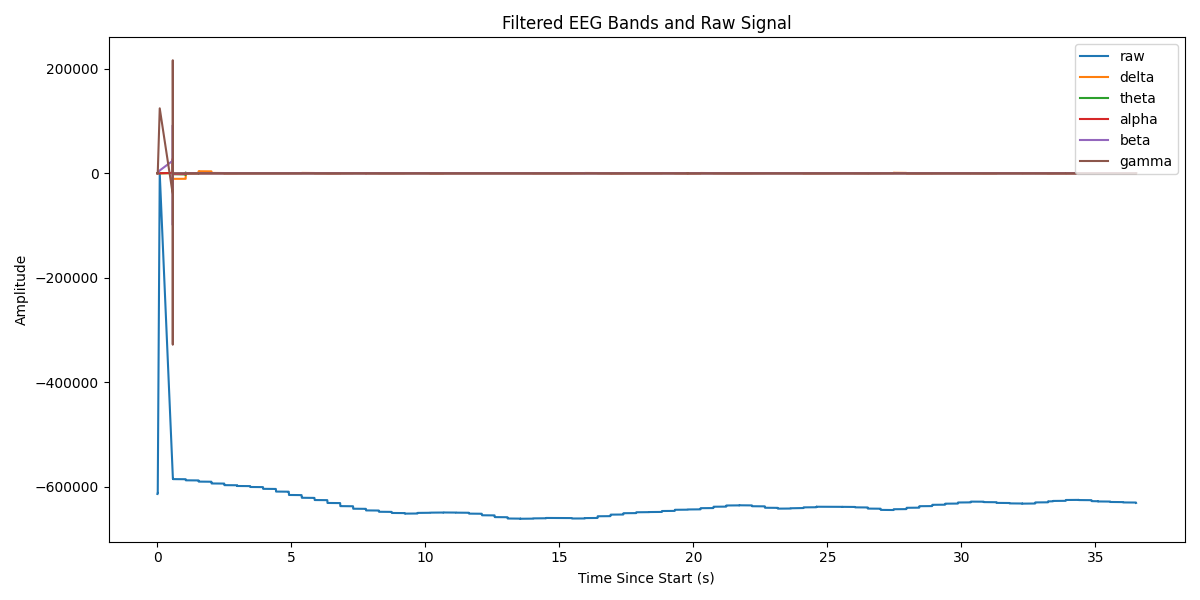 Filtered EEG Bands and Raw Signal
raw
delta
theta
alpha
beta
gamma
200000
0
−200000
−400000
−600000
Amplitude
0 5 10 15 20 25 30 35
Time Since Start (s)